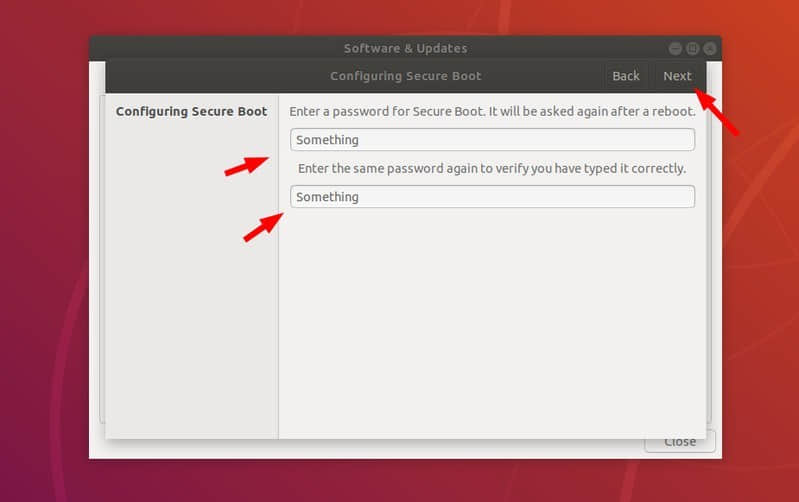 Software & Updates
Configuring Secure Boot
Back
Next
Configuring Secure Boot
Enter a password for Secure Boot. It will be asked again after a reboot.
Something
Enter the same password again to verify you have typed it correctly.
Something
Close